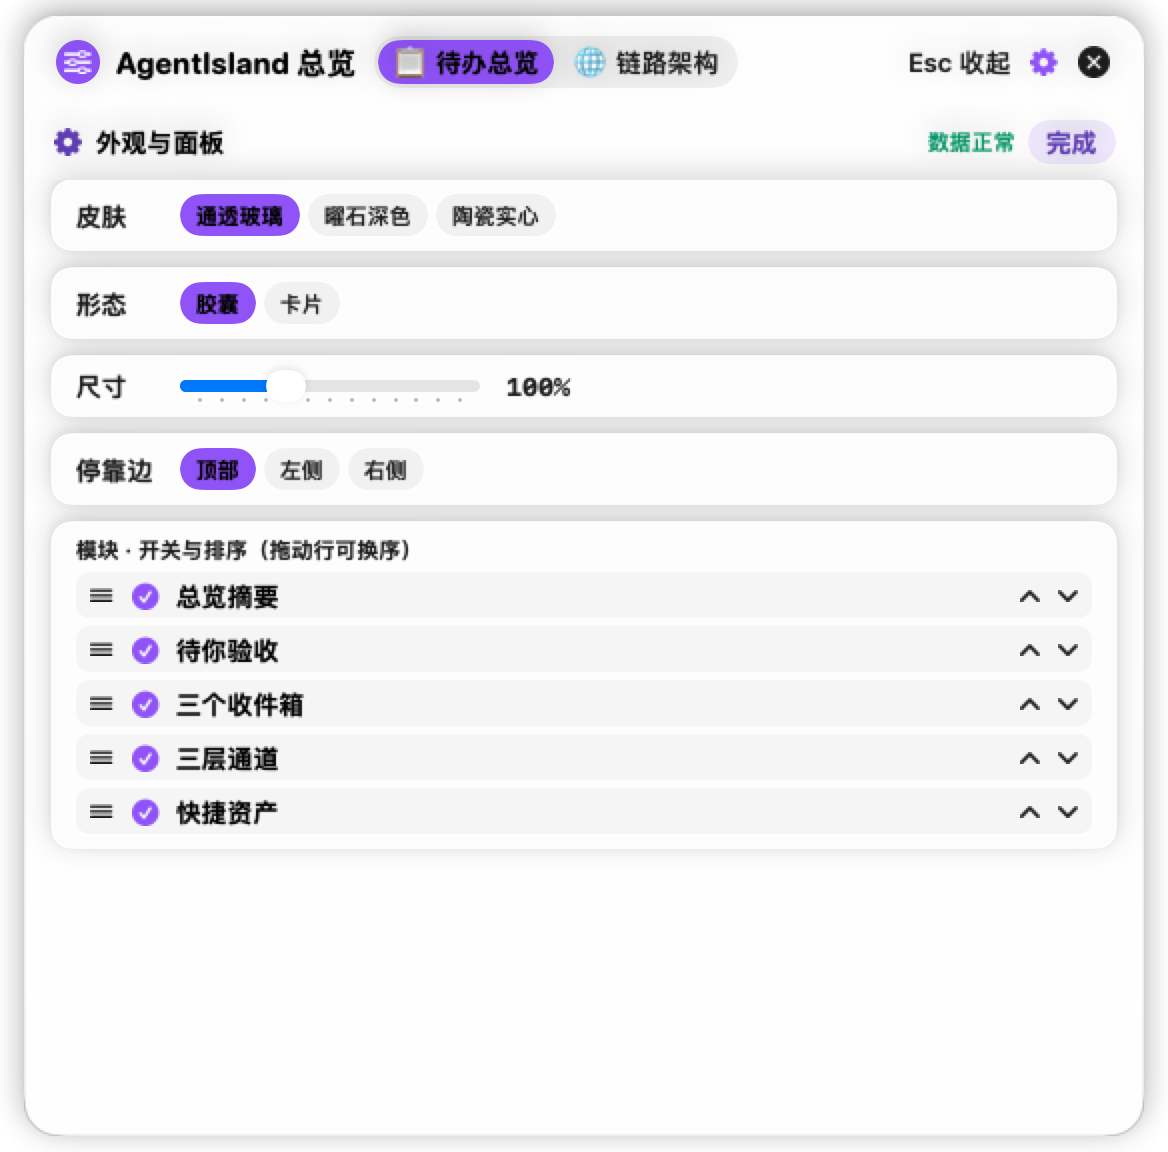 AgentIsland 总览 待办总览 链路架构 Esc 收起
外观与面板 数据正常 完成
皮肤 通透玻璃 曜石深色 陶瓷实心
形态 胶囊 卡片
尺寸 100%
停靠边 顶部 左侧 右侧
模块 · 开关与排序（拖动行可换序）
总览摘要
待你验收
三个收件箱
三层通道
快捷资产